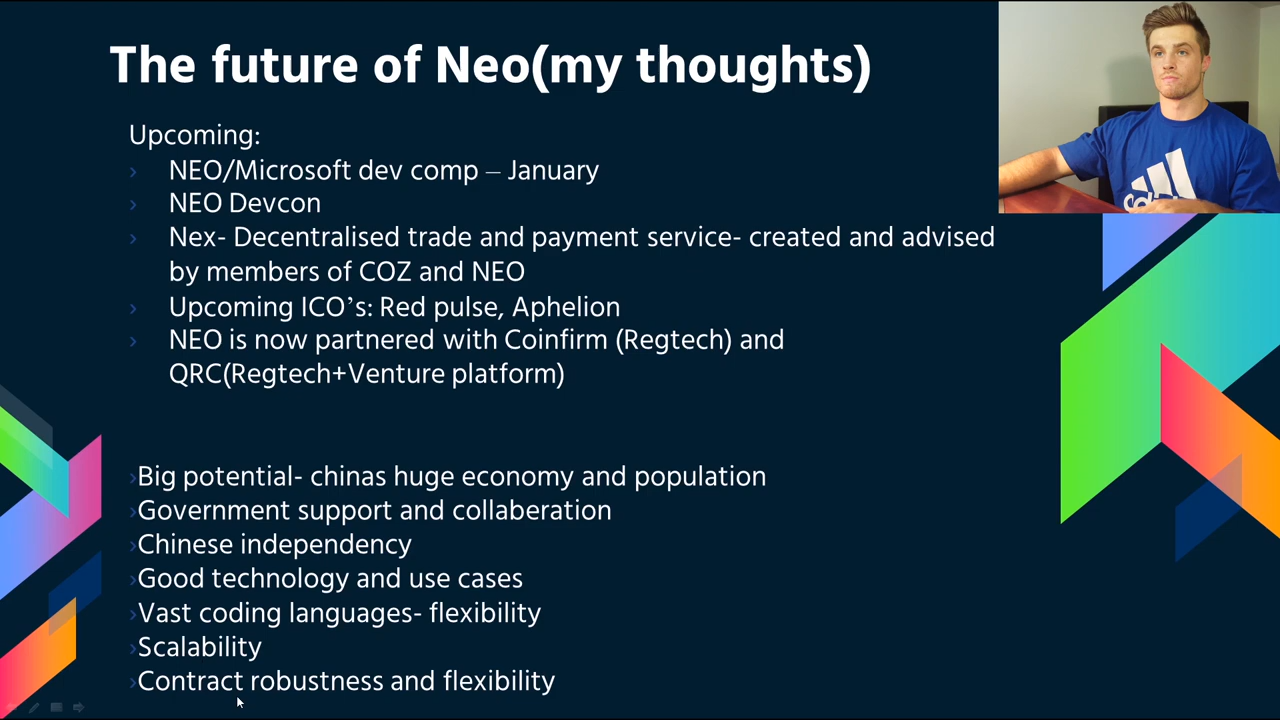 The future of Neo(my thoughts)
Upcoming:
› NEO/Microsoft dev comp – January
› NEO Devcon
› Nex- Decentralised trade and payment service- created and advised
by members of COZ and NEO
› Upcoming ICO’s: Red pulse, Aphelion
› NEO is now partnered with Coinfirm (Regtech) and
QRC(Regtech+Venture platform)
›Big potential- chinas huge economy and population
›Government support and collaberation
›Chinese independency
›Good technology and use cases
›Vast coding languages- flexibility
›Scalability
›Contract robustness and flexibility